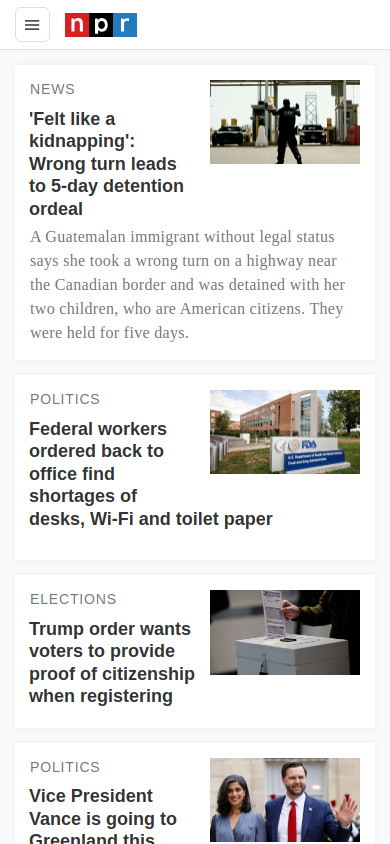 npr
NEWS
'Felt like a
kidnapping':
Wrong turn leads
to 5-day detention
ordeal
A Guatemalan immigrant without legal status
says she took a wrong turn on a highway near
the Canadian border and was detained with her
two children, who are American citizens. They
were held for five days.
POLITICS
Federal workers
ordered back to
office find
shortages of
desks, Wi-Fi and toilet paper
FDA
ELECTIONS
Trump order wants
voters to provide
proof of citizenship
when registering
POLITICS
Vice President
Vance is going to
Greenland this